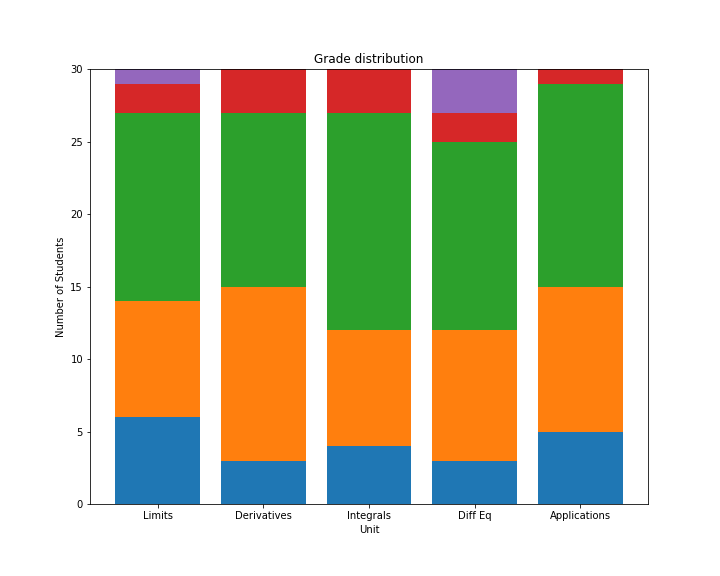 Grade distribution
30
25
20
15
10
5
0
Number of Students
Limits Derivatives Integrals Diff Eq Applications
Unit